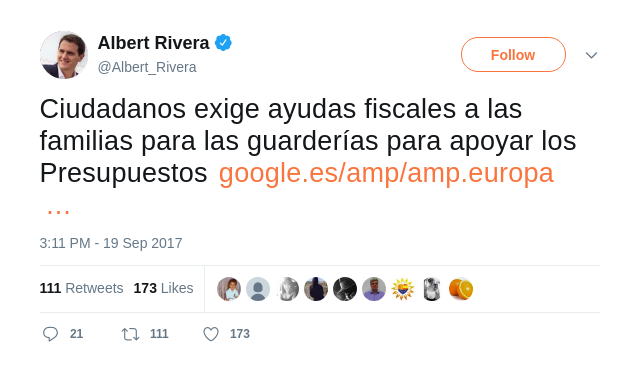 Albert Rivera
@Albert_Rivera
Follow
Ciudadanos exige ayudas fiscales a las
familias para las guarderías para apoyar los
Presupuestos google.es/amp/amp.europa
…
3:11 PM - 19 Sep 2017
111 Retweets 173 Likes
21 111 173